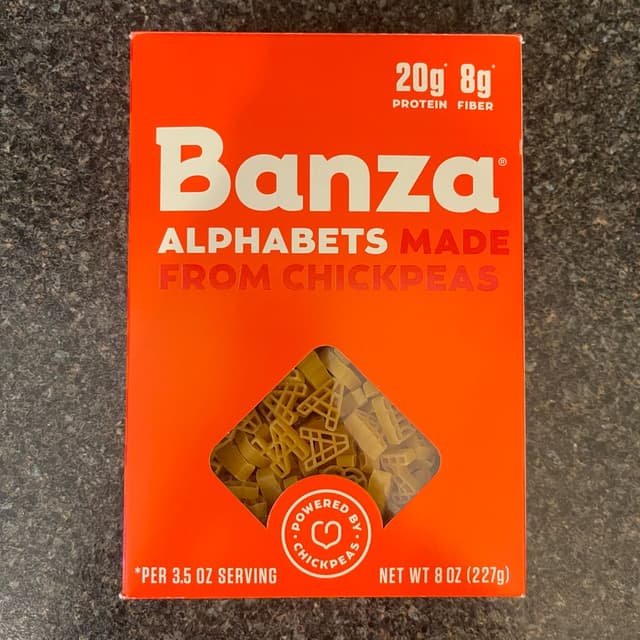 20g* 8g*
PROTEIN FIBER
Banza®
ALPHABETS MADE
FROM CHICKPEAS
POWERED BY
CHICKPEAS
*PER 3.5 OZ SERVING NET WT 8 OZ (227g)